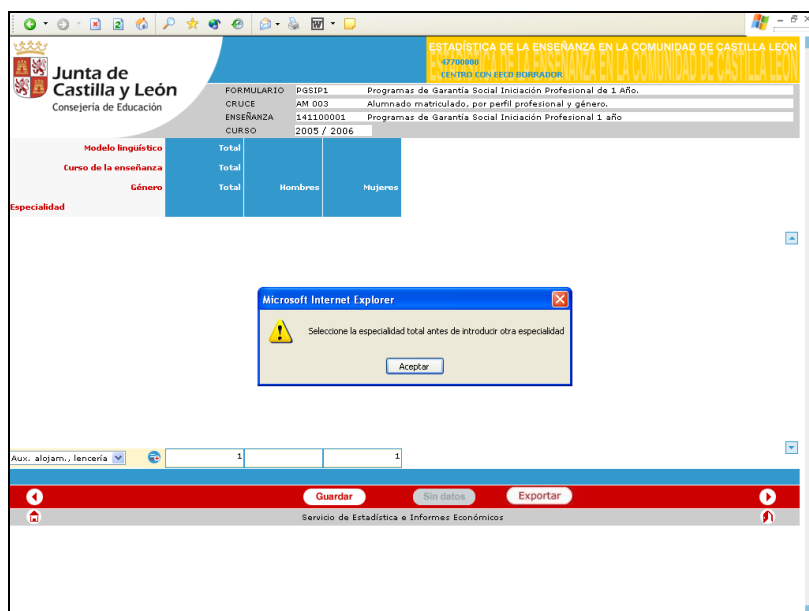 ESTADÍSTICA DE LA ENSEÑANZA EN LA COMUNIDAD DE CASTILLA LEÓN
47700000
CENTRO CON EECD BORRADOR
Junta de
Castilla y León
Consejería de Educación
FORMULARIO PGSIP1 Programas de Garantía Social Iniciación Profesional de 1 Año.
CRUCE AM 003 Alumnado matriculado, por perfil profesional y género.
ENSEÑANZA 141100001 Programas de Garantía Social Iniciación Profesional 1 año
CURSO 2005 / 2006
Modelo lingüístico Total
Curso de la enseñanza Total
Género Total Hombres Mujeres
Especialidad
Microsoft Internet Explorer
Seleccione la especialidad total antes de introducir otra especialidad
Aceptar
Aux. alojam., lencería 1 1
Guardar Sin datos Exportar
Servicio de Estadística e Informes Económicos